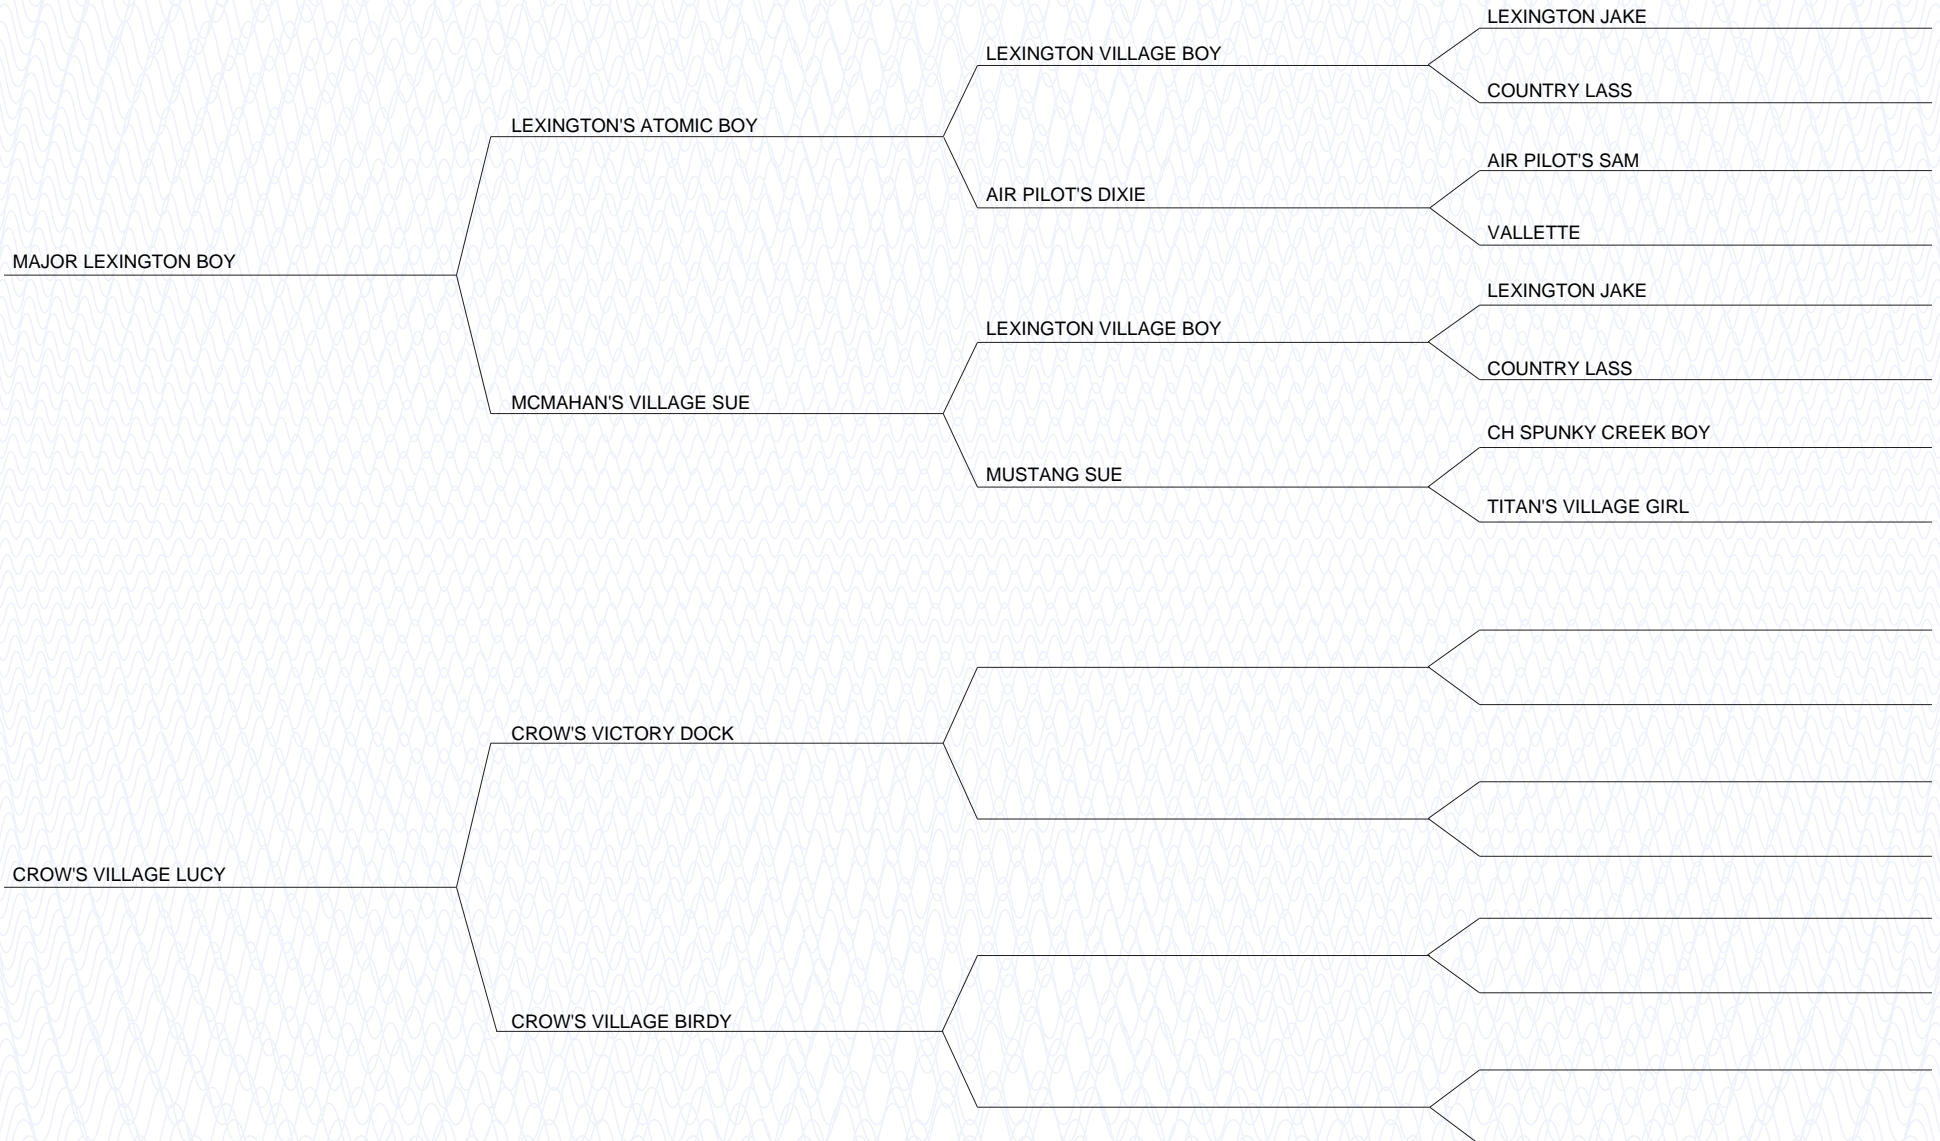 LEXINGTON JAKE
LEXINGTON VILLAGE BOY
COUNTRY LASS
LEXINGTON'S ATOMIC BOY
AIR PILOT'S SAM
AIR PILOT'S DIXIE
VALLETTE
MAJOR LEXINGTON BOY
LEXINGTON JAKE
LEXINGTON VILLAGE BOY
COUNTRY LASS
MCMAHAN'S VILLAGE SUE
CH SPUNKY CREEK BOY
MUSTANG SUE
TITAN'S VILLAGE GIRL
CROW'S VICTORY DOCK
CROW'S VILLAGE LUCY
CROW'S VILLAGE BIRDY